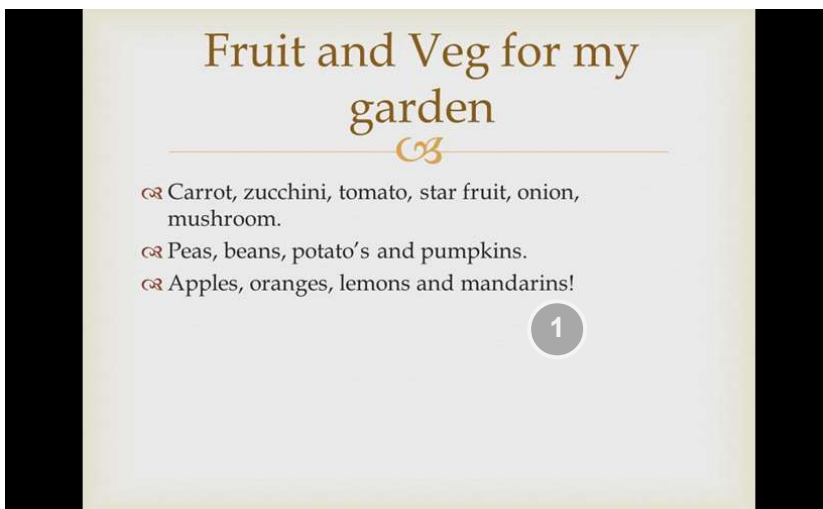 Fruit and Veg for my
garden
Carrot, zucchini, tomato, star fruit, onion,
mushroom.
Peas, beans, potato's and pumpkins.
Apples, oranges, lemons and mandarins!
1